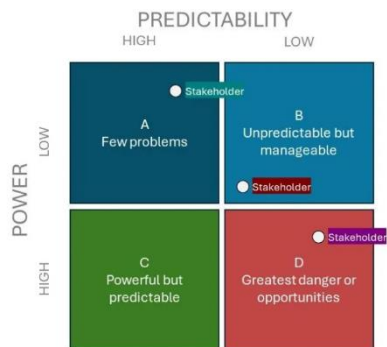 PREDICTABILITY
HIGH
LOW
POWER
LOW
HIGH
A
Few problems
Stakeholder
B
Unpredictable but
manageable
Stakeholder
C
Powerful but
predictable
Stakeholder
D
Greatest danger or
opportunities